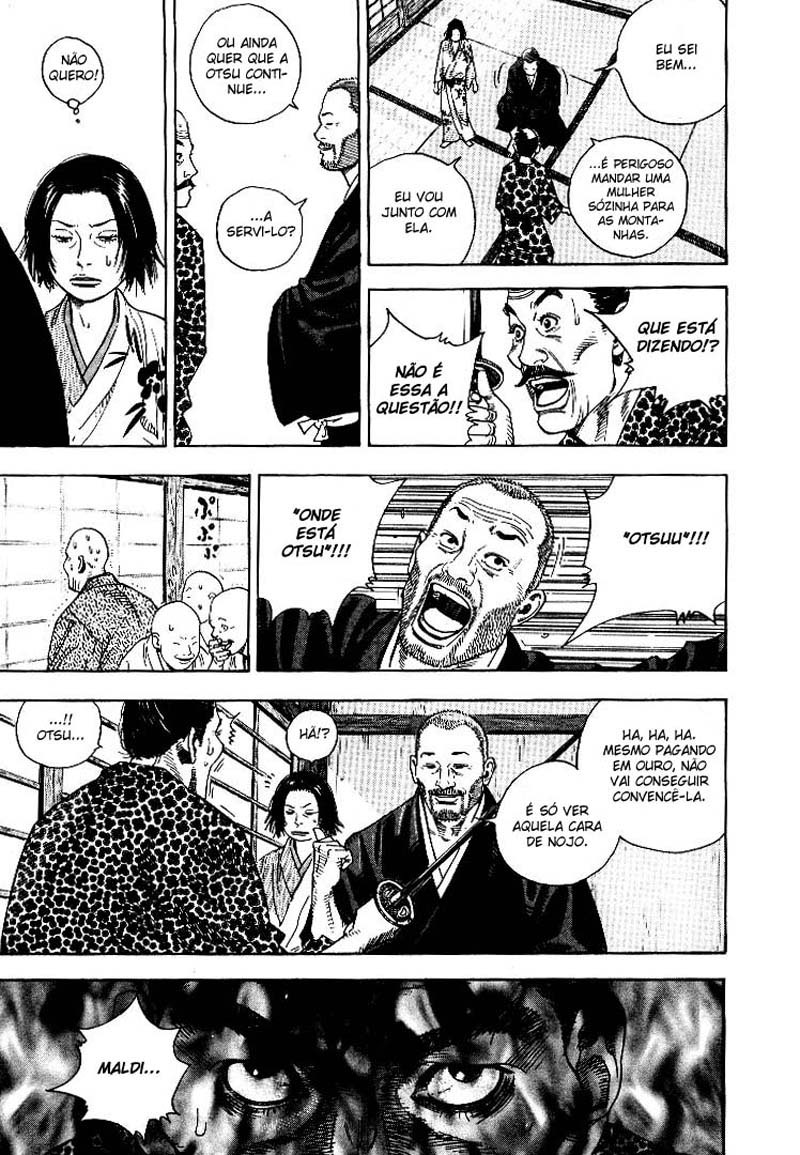 EU SEI
BEM...
...É PERIGOSO
MANDAR UMA
MULHER
SÓZINHA PARA
AS MONTA-
NHAS.
EU VOU
JUNTO COM
ELA.
OU AINDA
QUER QUE A
OTSU CONTI-
NUE...
...A
SERVI-LO?
NÃO
QUERO!
QUE ESTÁ
DIZENDO!?
NÃO É
ESSA A
QUESTÃO!!
"OTSUU"!!!
"ONDE
ESTÁ
OTSU"!!!
ぷ
ぷ
ぷ
HA, HA, HA.
MESMO PAGANDO
EM OURO, NÃO
VAI CONSEGUIR
CONVENCÊ-LA.
É SÓ VER
AQUELA CARA
DE NOJO.
HÃ!?
...!!
OTSU...
MALDI...